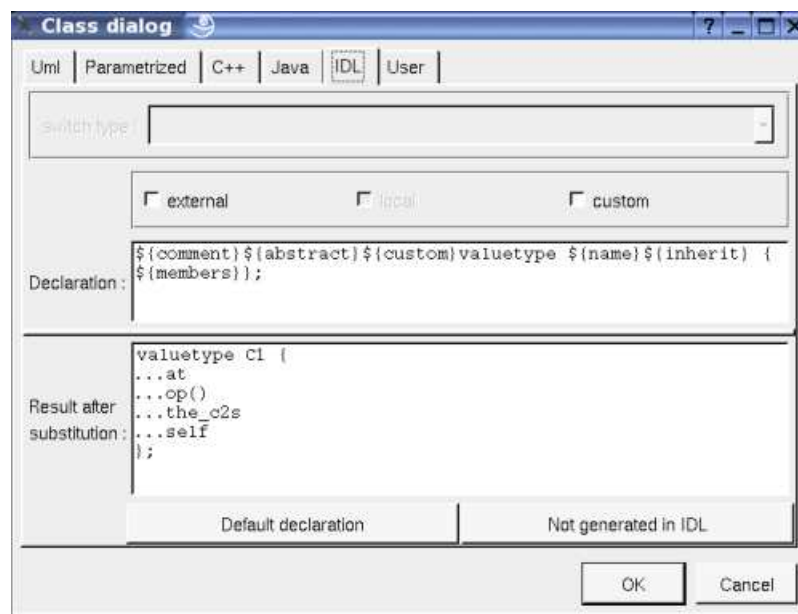 Class dialog
? _ X
Uml Parametrized C++ Java IDL User
switch type :
external local custom
Declaration :
${comment}${abstract}${custom}valuetype ${name}${inherit} {
${members}};
Result after
substitution :
valuetype C1 {
...at
...op()
...the_c2s
...self
};
Default declaration Not generated in IDL
OK Cancel